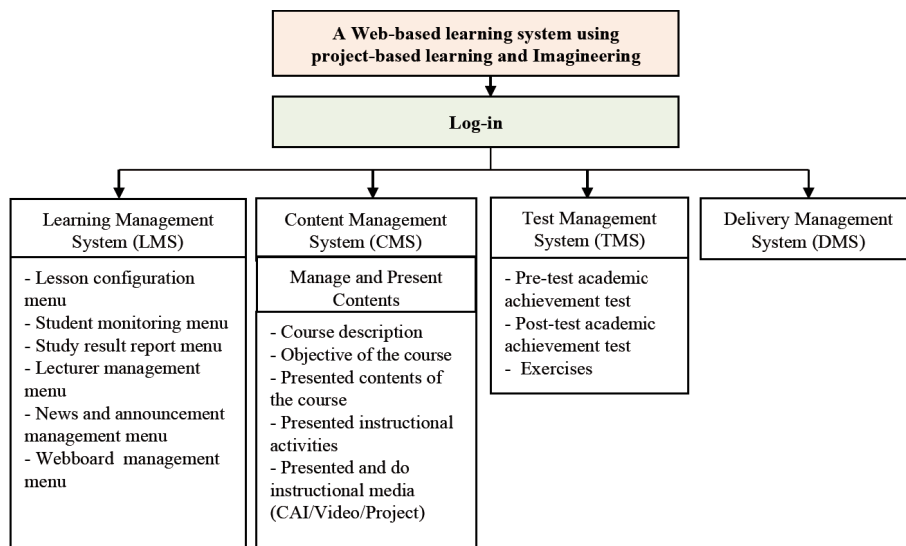 A Web-based learning system using
project-based learning and Imagineering
Log-in
Learning Management
System (LMS)
- Lesson configuration
menu
- Student monitoring menu
- Study result report menu
- Lecturer management
menu
- News and announcement
management menu
- Webboard  management
menu
Content Management
System (CMS)
Manage and Present
Contents
- Course description
- Objective of the course
- Presented contents of
the course
- Presented instructional
activities
- Presented and do
instructional media
(CAI/Video/Project)
Test Management
System (TMS)
- Pre-test academic
achievement test
- Post-test academic
achievement test
-  Exercises
Delivery Management
System (DMS)